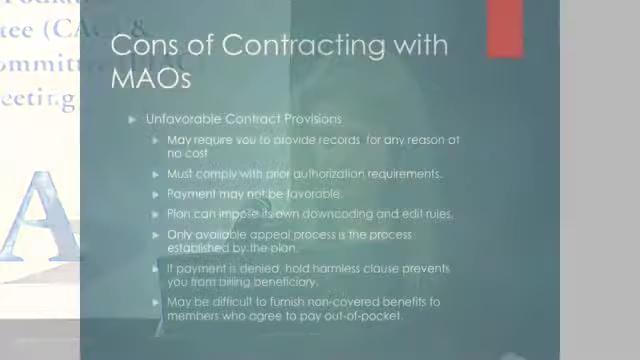 tee (CAC) &
ommitt
eeting
A
Cons of Contracting with
MAOs
Unfavorable Contract Provisions
May require you to provide records for any reason at
no cost
Must comply with prior authorization requirements.
Payment may not be favorable.
Plan can impose its own downcoding and edit rules.
Only available appeal process is the process
established by the plan.
If payment is denied, hold harmless clause prevents
you from billing beneficiary.
May be difficult to furnish non-covered benefits to
members who agree to pay out-of-pocket.